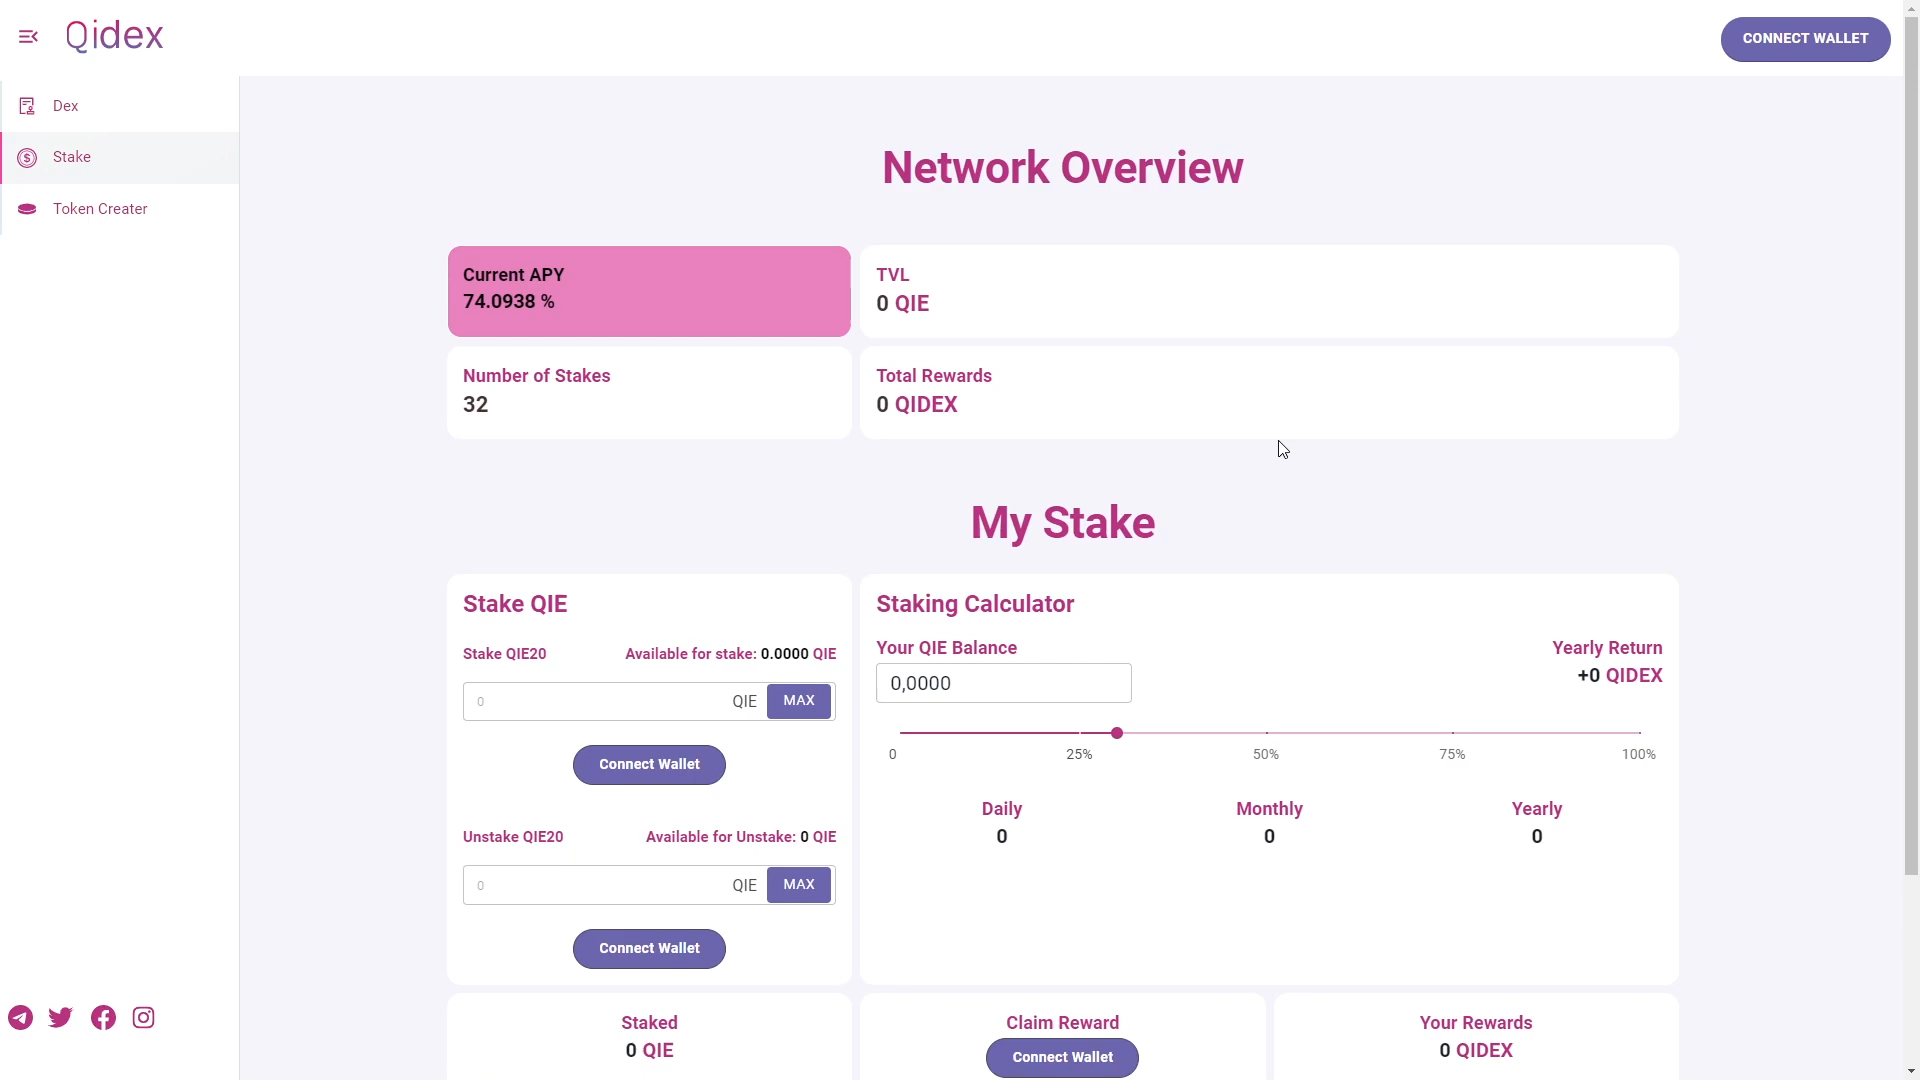 Qidex
CONNECT WALLET
Dex
Stake
Token Creater
Network Overview
Current APY
74.0938 %
TVL
0 QIE
Number of Stakes
32
Total Rewards
0 QIDEX
My Stake
Stake QIE
Stake QIE20 Available for stake: 0.0000 QIE
0 QIE MAX
Connect Wallet
Unstake QIE20 Available for Unstake: 0 QIE
0 QIE MAX
Connect Wallet
Staking Calculator
Your QIE Balance
0,0000
Yearly Return
+0 QIDEX
0 25% 50% 75% 100%
Daily Monthly Yearly
0 0 0
Staked
0 QIE
Claim Reward
Connect Wallet
Your Rewards
0 QIDEX